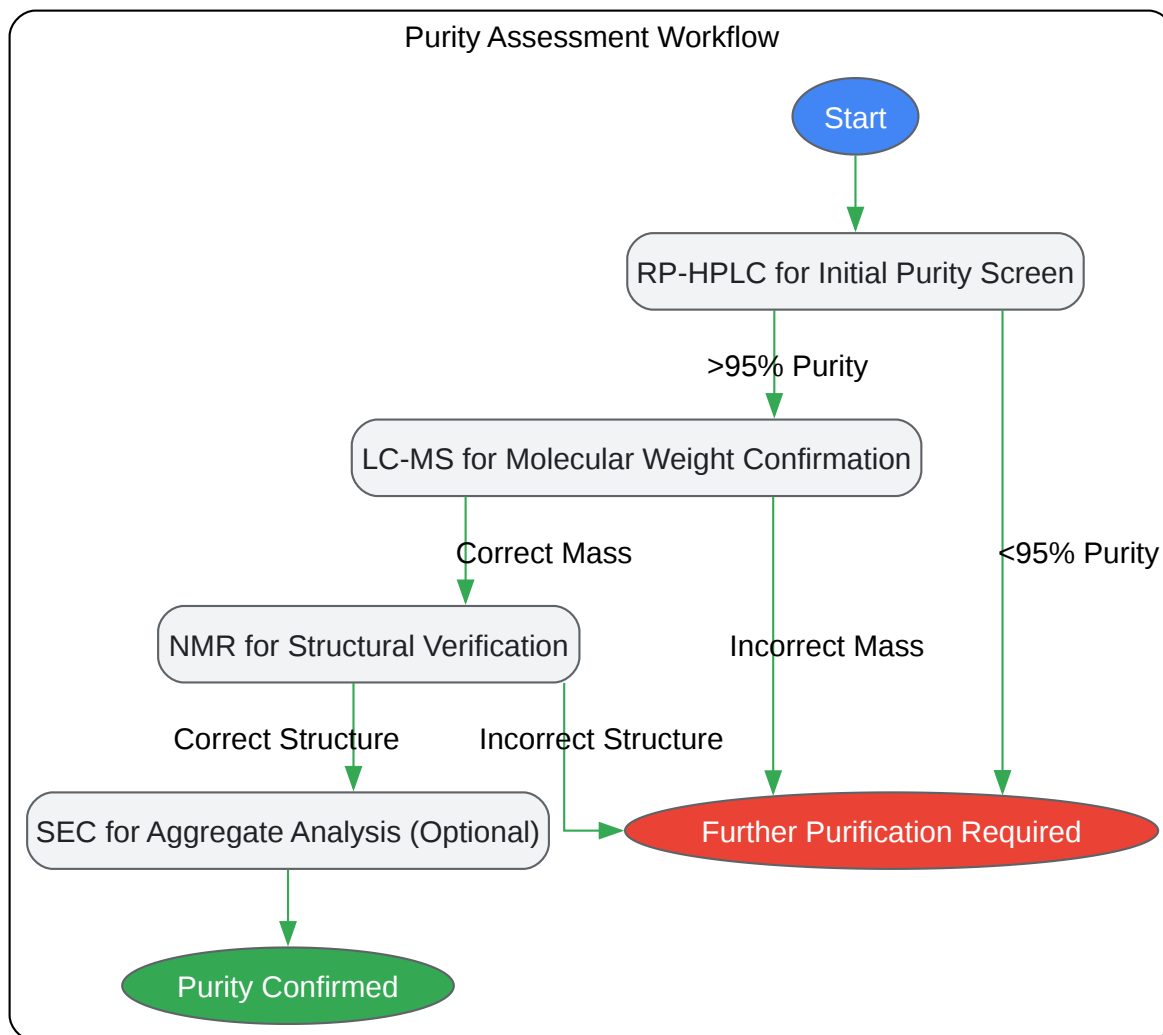 Purity Assessment Workflow
Start
RP-HPLC for Initial Purity Screen
>95% Purity
LC-MS for Molecular Weight Confirmation
Correct Mass
<95% Purity
NMR for Structural Verification
Incorrect Mass
Correct Structure
Incorrect Structure
SEC for Aggregate Analysis (Optional)
Further Purification Required
Purity Confirmed